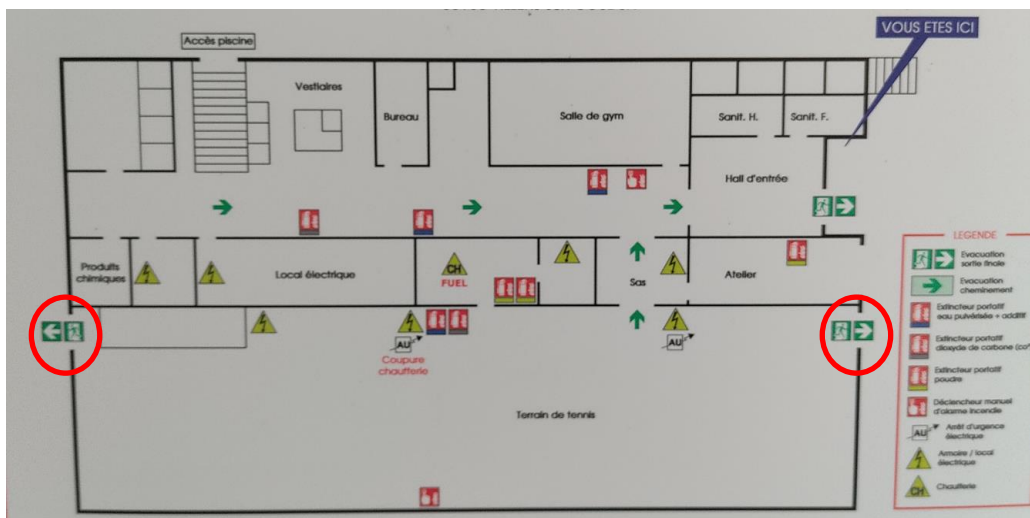 VOUS ETES ICI
Accès piscine
Vestiaires
Bureau
Salle de gym
Sanit. H.
Sanit. F.
Hall d'entrée
Produits
chimiques
Local électrique
CH
FUEL
Sas
Atelier
AU
Coupure
chaufferie
AU
Terrain de tennis
LEGENDE
Evacuation
sortie finale
Evacuation
cheminement
Extincteur portatif
eau pulvérisée + additif
Extincteur portatif
dioxyde de carbone (co²
Extincteur portatif
poudre
Déclencheur manuel
d'alarme incendie
AU
Arrêt d'urgence
électrique
Armoire / local
électrique
CH
Chaufferie